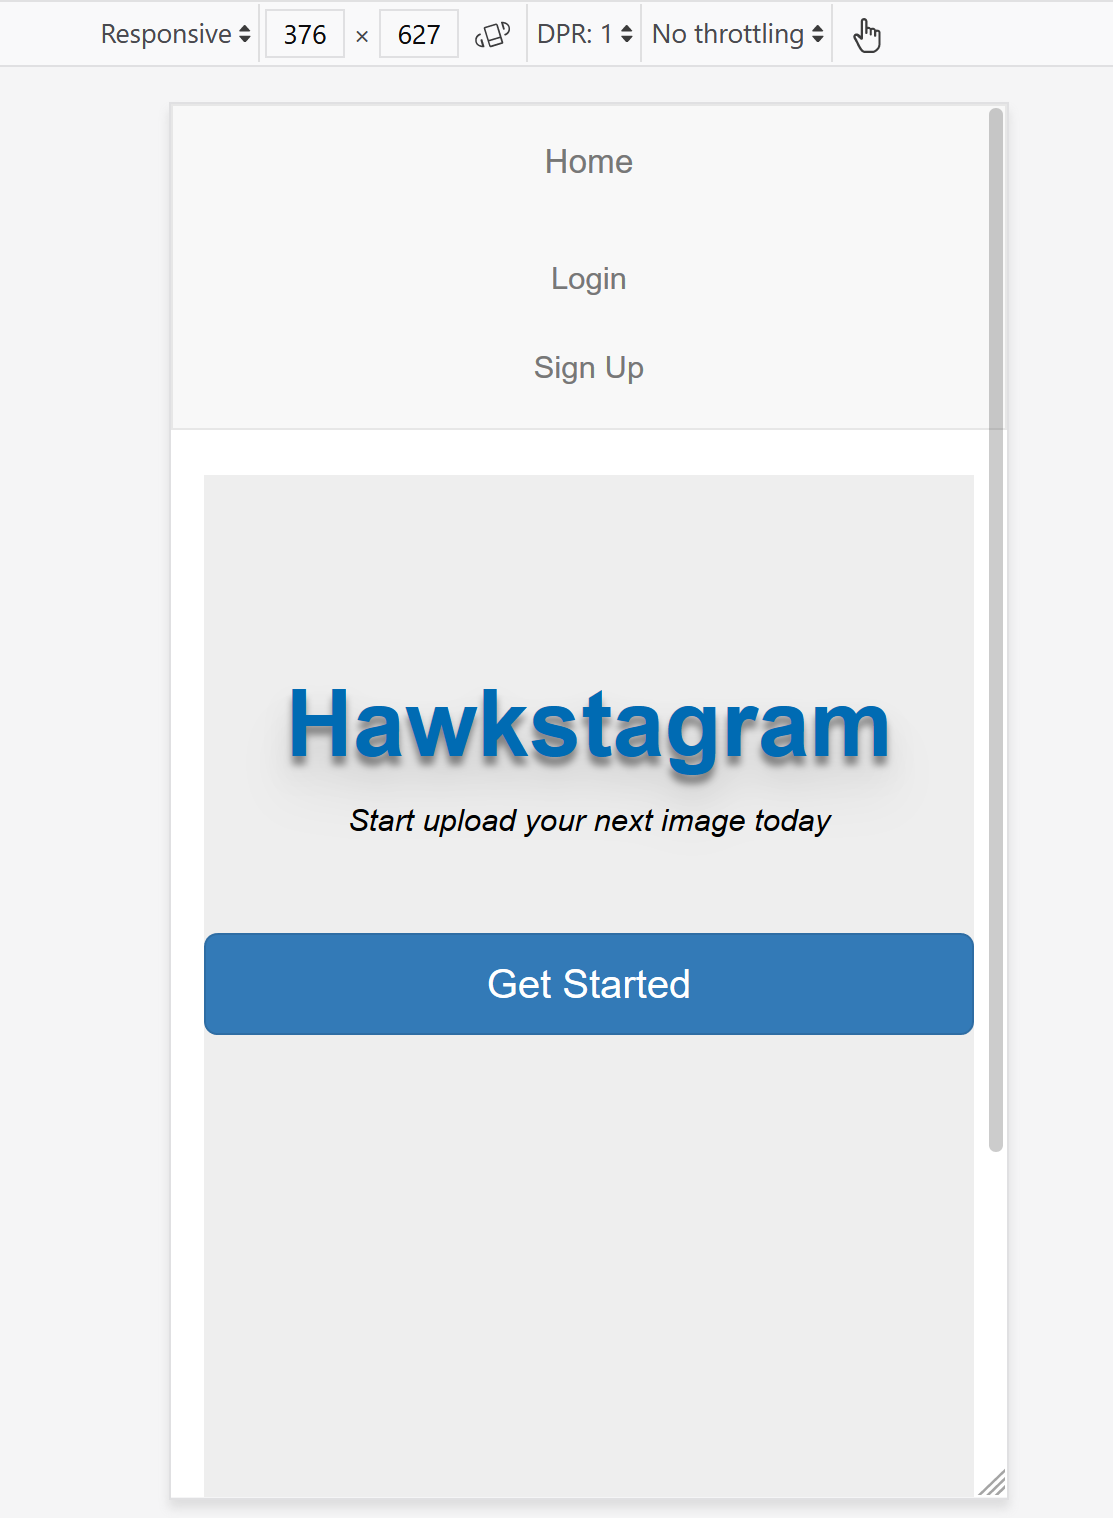 Responsive 376 × 627 DPR: 1 No throttling
Home
Login
Sign Up
Hawkstagram
Start upload your next image today
Get Started